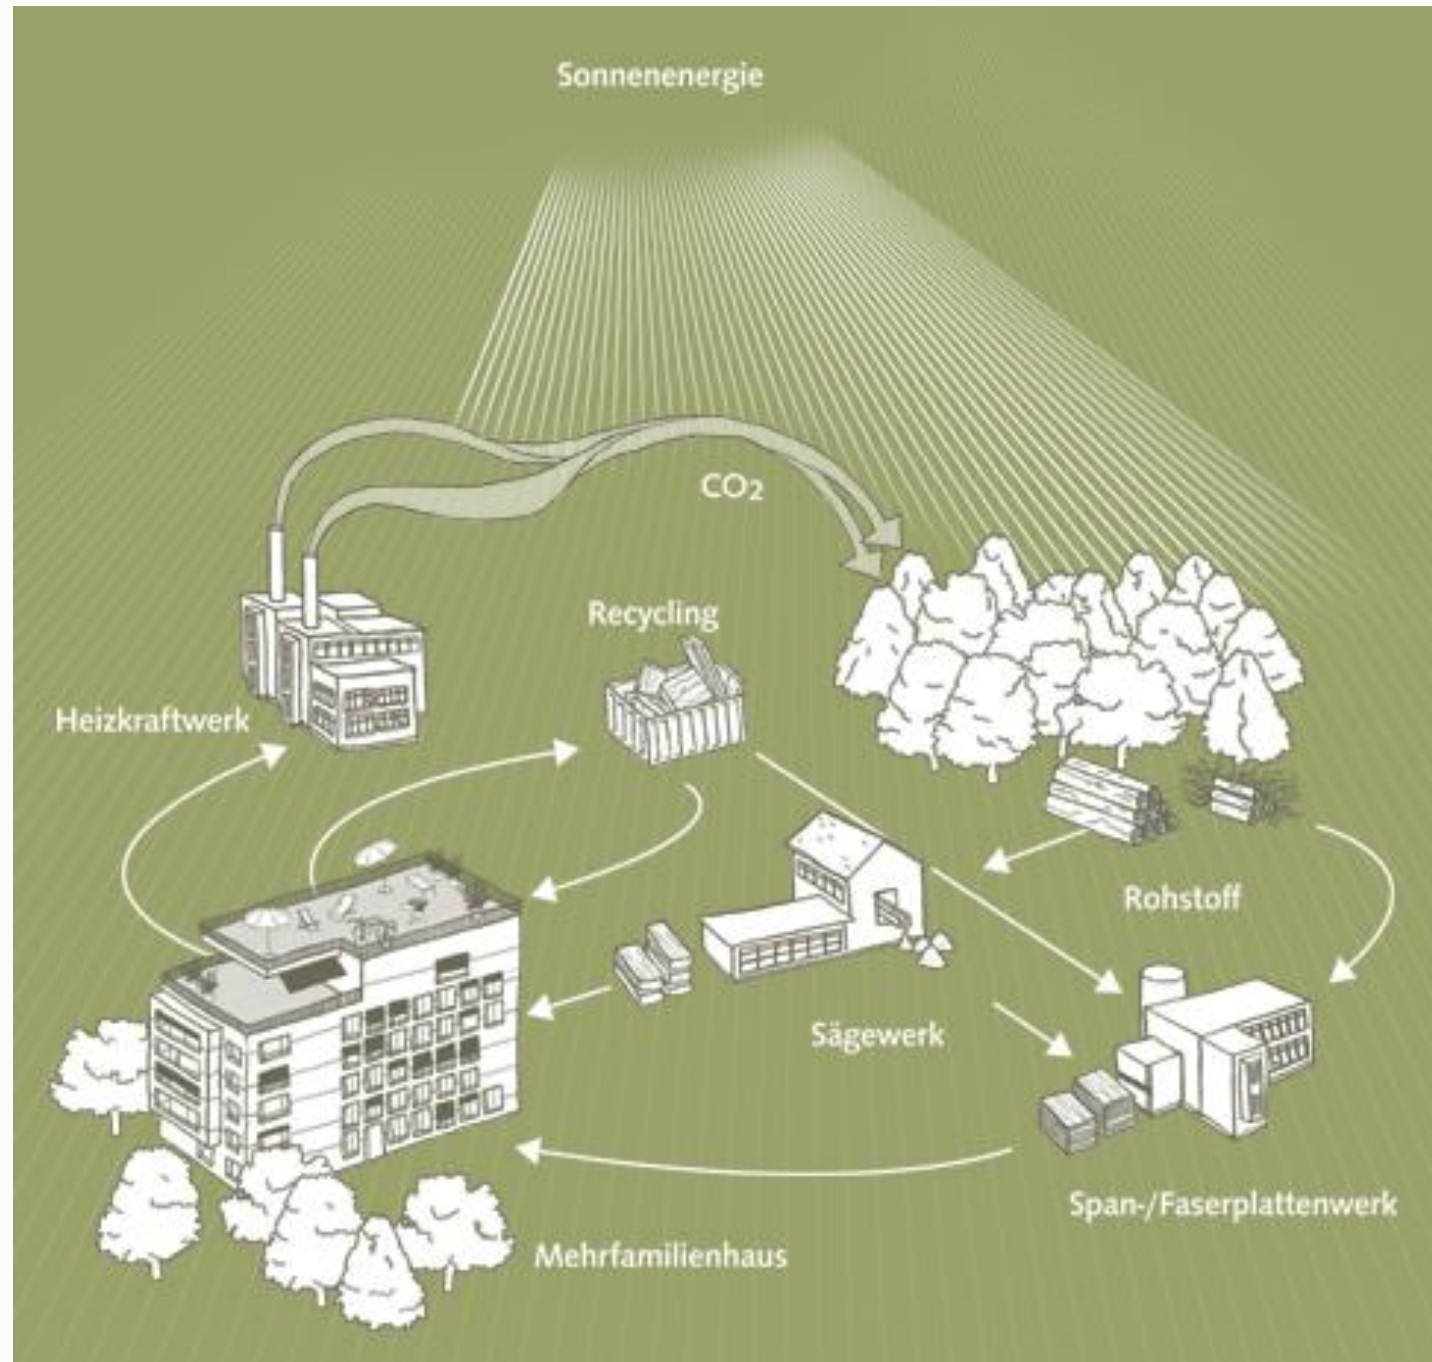 Sonnenenergie
CO2
Recycling
Heizkraftwerk
Rohstoff
Sägewerk
Span-/Faserplattenwerk
Mehrfamilienhaus